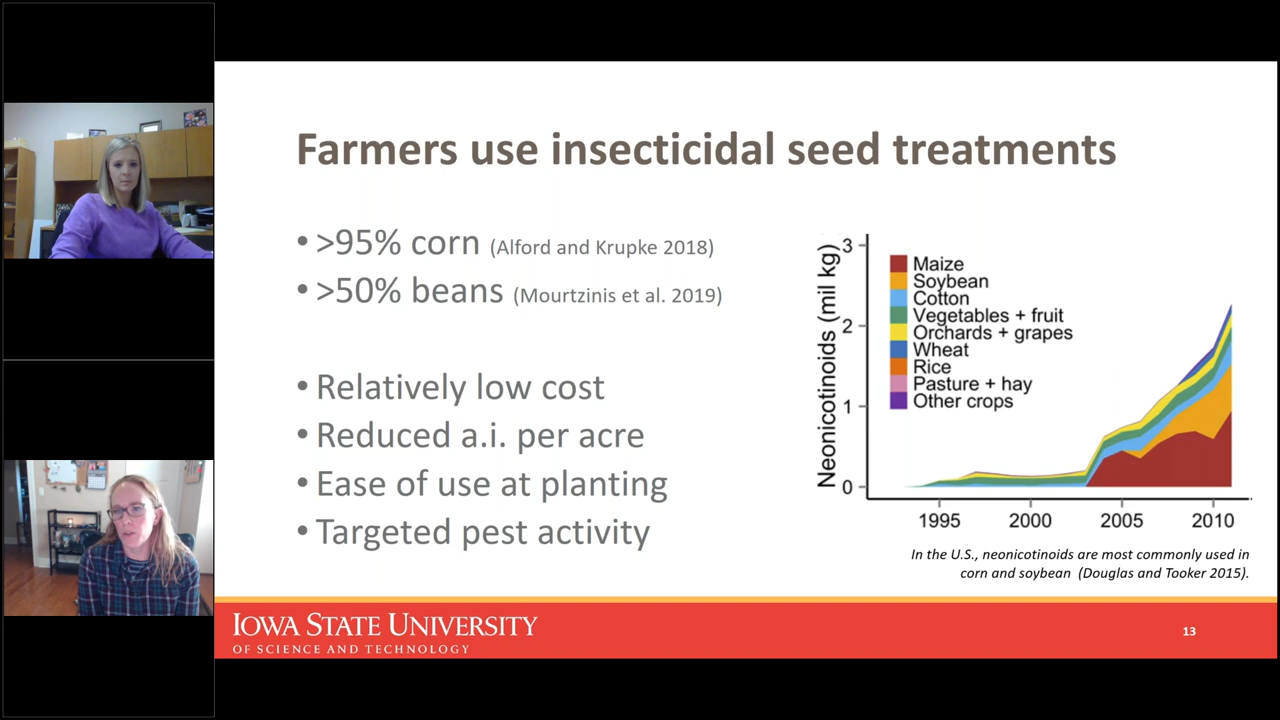 Farmers use insecticidal seed treatments
• >95% corn (Alford and Krupke 2018)
• >50% beans (Mourtzinis et al. 2019)
• Relatively low cost
• Reduced a.i. per acre
• Ease of use at planting
• Targeted pest activity
Neonicotinoids (mil kg)
3
2
1
0
Maize
Soybean
Cotton
Vegetables + fruit
Orchards + grapes
Wheat
Rice
Pasture + hay
Other crops
1995 2000 2005 2010
In the U.S., neonicotinoids are most commonly used in
corn and soybean (Douglas and Tooker 2015).
IOWA STATE UNIVERSITY
OF SCIENCE AND TECHNOLOGY
13